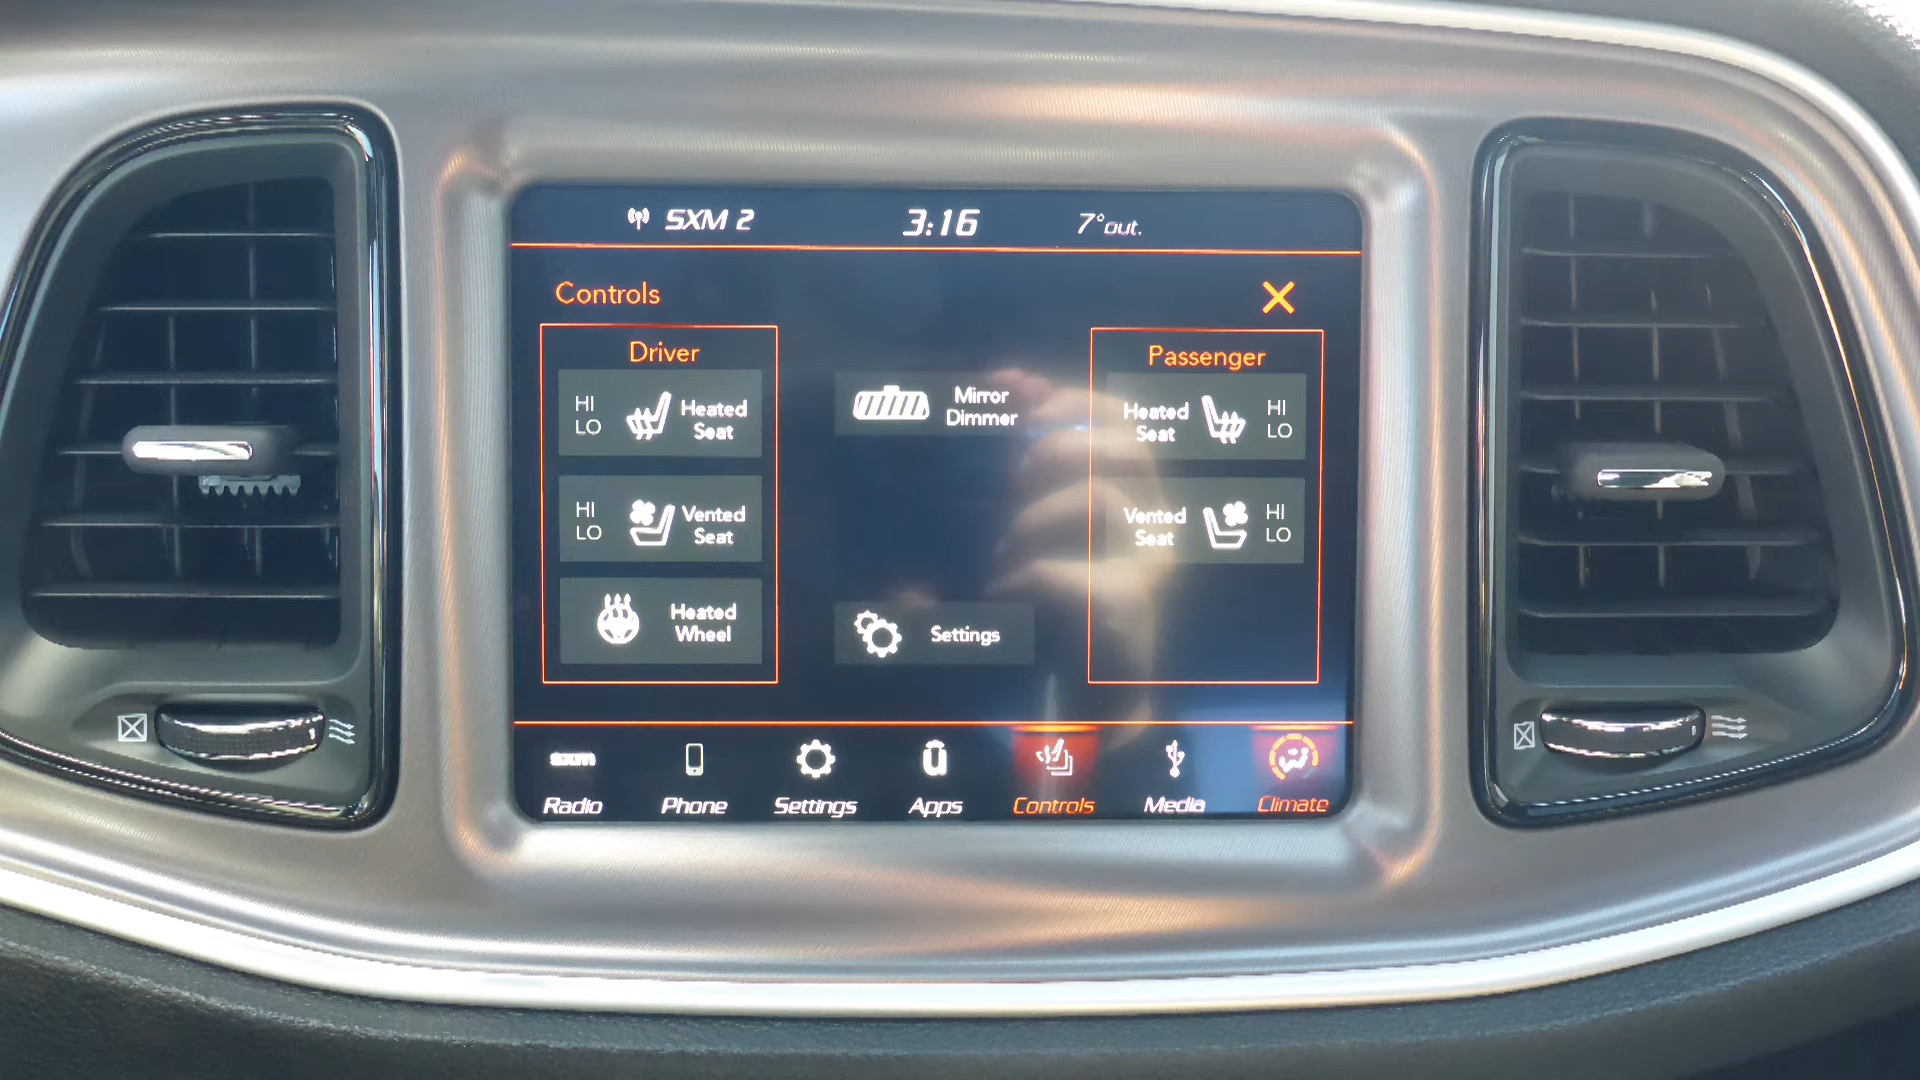 SXM 2
3:16
7°out.
Controls
Driver
HI
LO
Heated
Seat
HI
LO
Vented
Seat
Heated
Wheel
Mirror
Dimmer
Settings
Passenger
Heated
Seat
HI
LO
Vented
Seat
HI
LO
sxm
Radio
Phone
Settings
Apps
Controls
Media
Climate